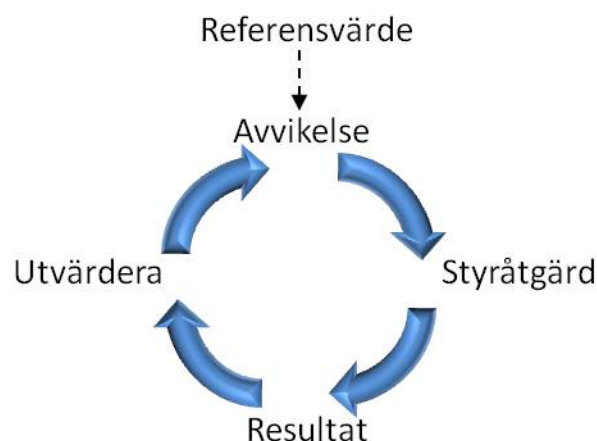 Referensvärde
Avvikelse
Utvärdera
Styråtgärd
Resultat